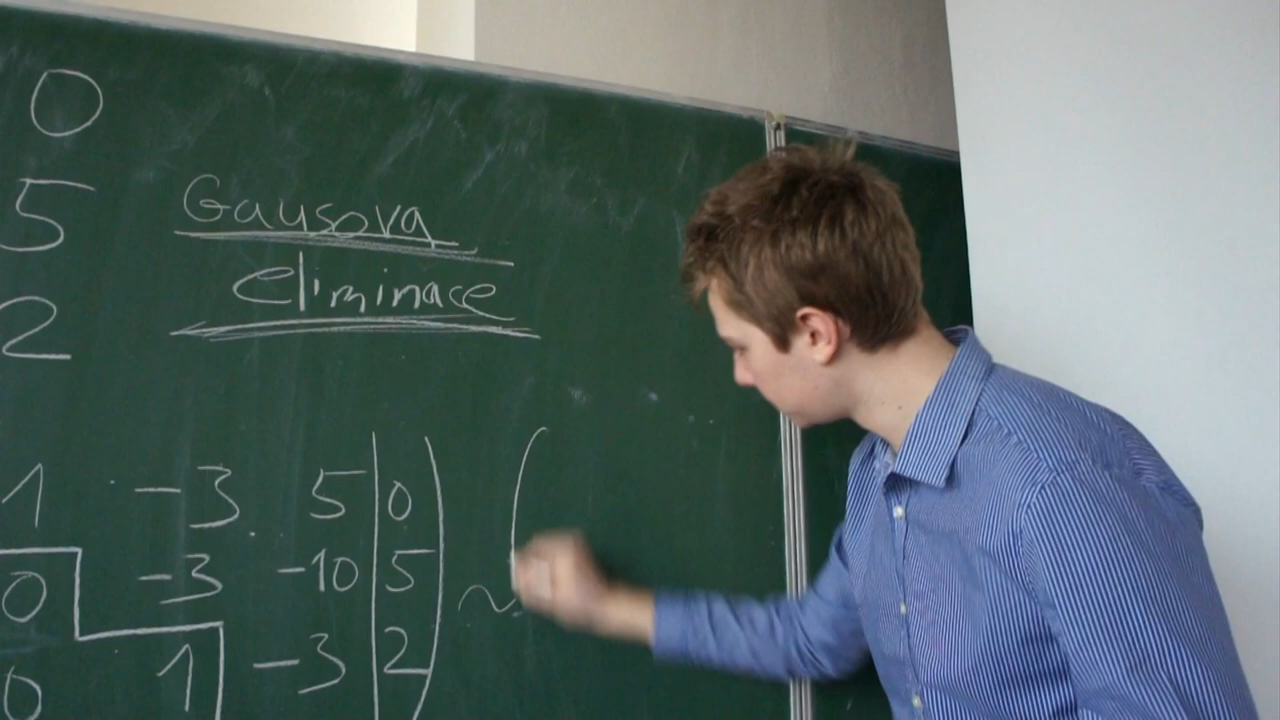 0
5
2
Gausova
eliminace
1 -3 5 | 0
0 -3 -10 | 5
0 1 -3 | 2
~ (